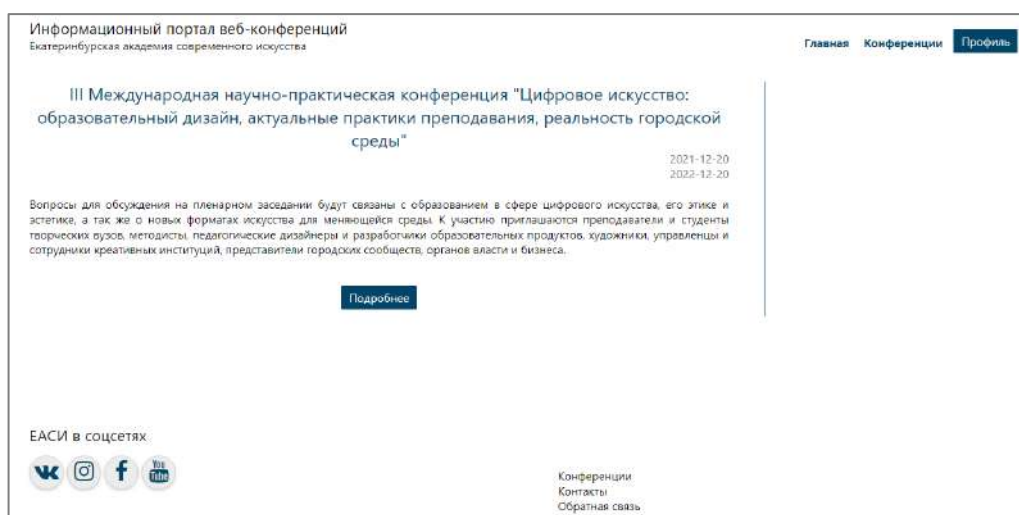 Информационный портал веб-конференций
Екатеринбургская академия современного искусства
Главная Конференции Профиль
III Международная научно-практическая конференция "Цифровое искусство:
образовательный дизайн, актуальные практики преподавания, реальность городской
среды"
2021-12-20
2022-12-20
Вопросы для обсуждения на пленарном заседании будут связаны с образованием в сфере цифрового искусства, его этике и
эстетике, а так же о новых форматах искусства для меняющейся среды. К участию приглашаются преподаватели и студенты
творческих вузов, методисты, педагогические дизайнеры и разработчики образовательных продуктов, художники, управленцы и
сотрудники креативных институций, представители городских сообществ, органов власти и бизнеса.
Подробнее
ЕАСИ в соцсетях
You
Tube
Конференции
Контакты
Обратная связь